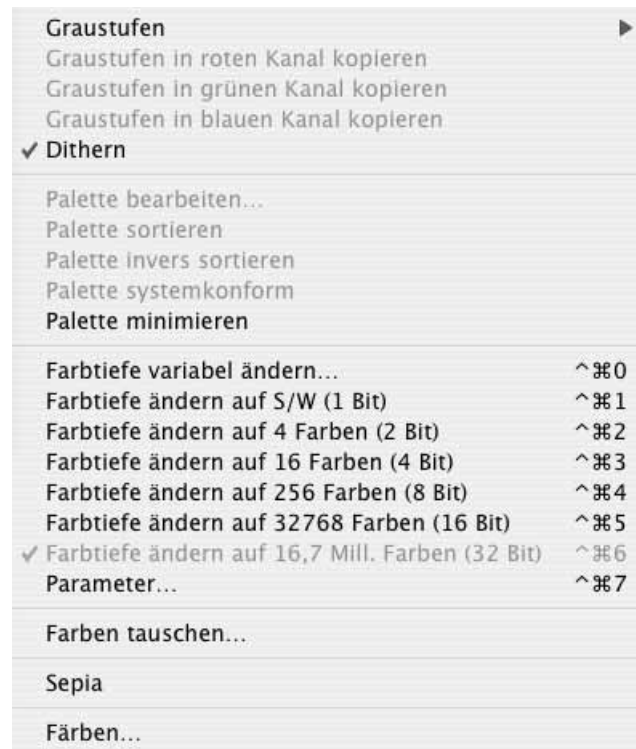 Graustufen ▶
Graustufen in roten Kanal kopieren
Graustufen in grünen Kanal kopieren
Graustufen in blauen Kanal kopieren
✓ Dithern
Palette bearbeiten...
Palette sortieren
Palette invers sortieren
Palette systemkonform
Palette minimieren
Farbtiefe variabel ändern... ^⌘0
Farbtiefe ändern auf S/W (1 Bit) ^⌘1
Farbtiefe ändern auf 4 Farben (2 Bit) ^⌘2
Farbtiefe ändern auf 16 Farben (4 Bit) ^⌘3
Farbtiefe ändern auf 256 Farben (8 Bit) ^⌘4
Farbtiefe ändern auf 32768 Farben (16 Bit) ^⌘5
✓ Farbtiefe ändern auf 16,7 Mill. Farben (32 Bit) ^⌘6
Parameter... ^⌘7
Farben tauschen...
Sepia
Färben...